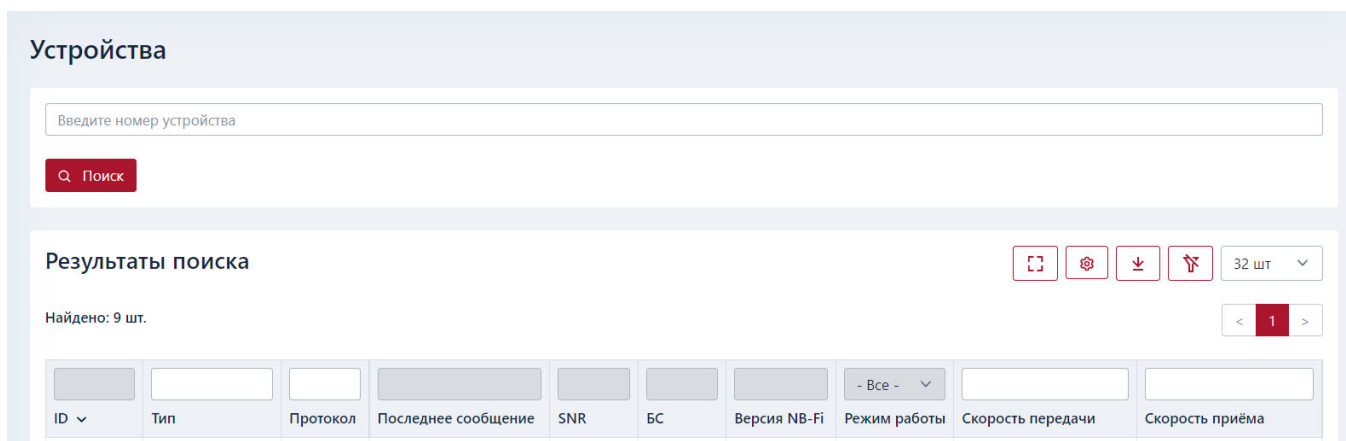 Устройства
Введите номер устройства
Поиск
Результаты поиска
32 шт
Найдено: 9 шт.
< 1 >
- Все -
ID Тип Протокол Последнее сообщение SNR БС Версия NB-Fi Режим работы Скорость передачи Скорость приёма